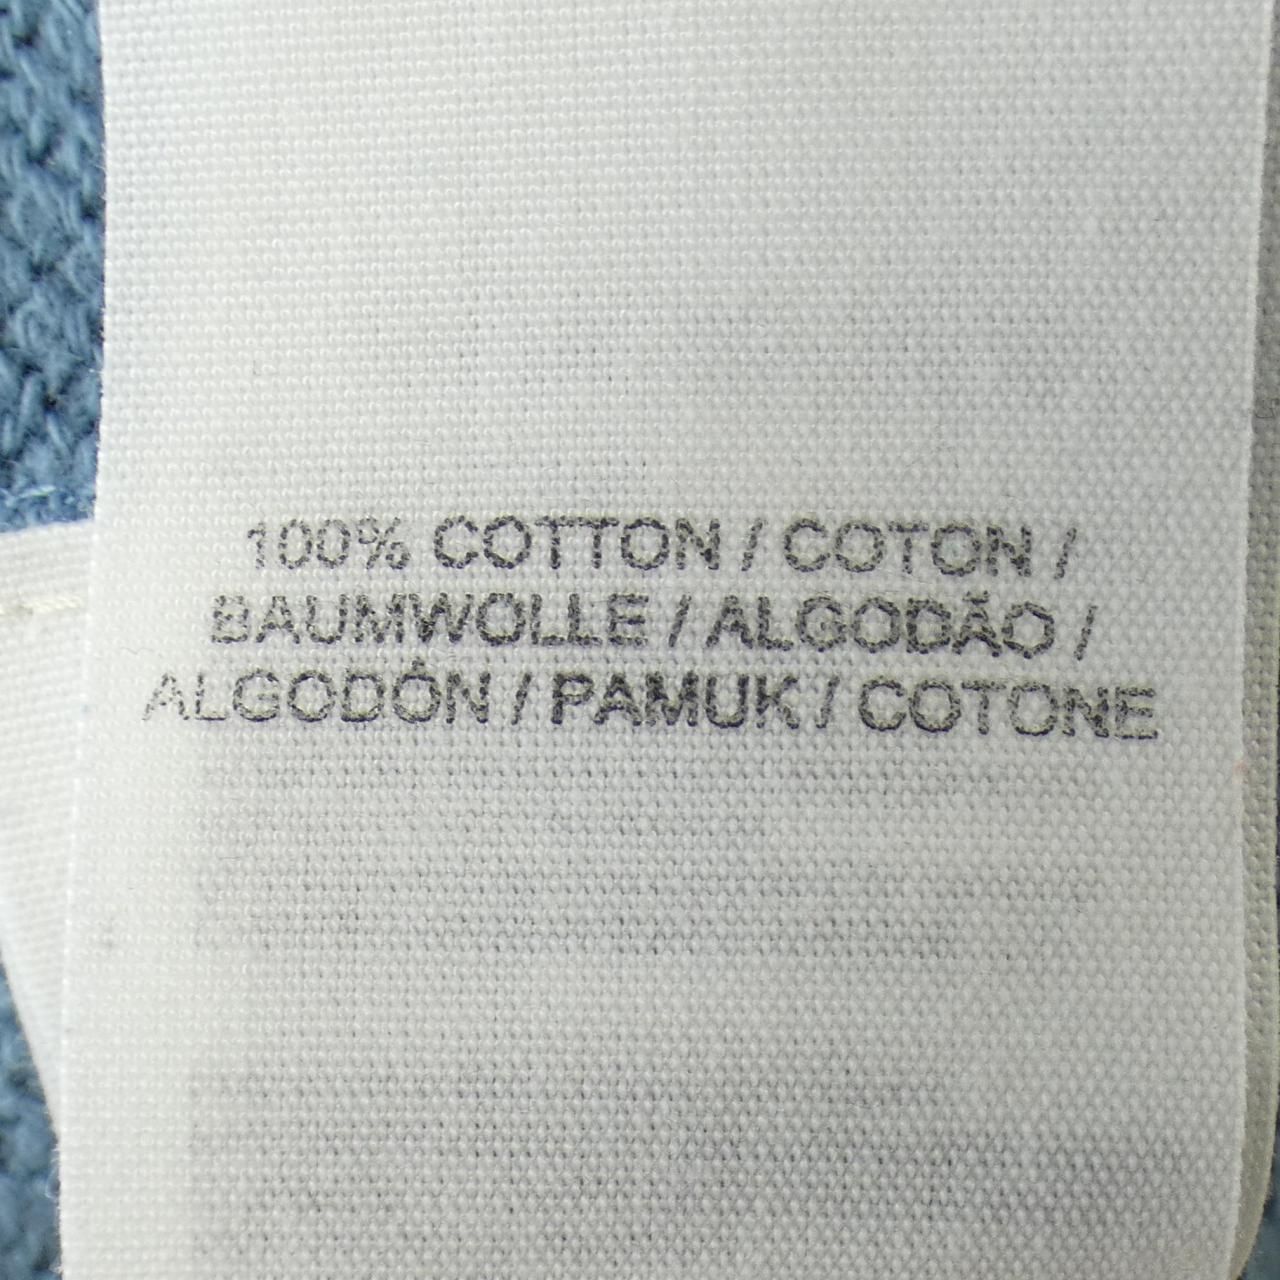 100% COTTON / COTON /
BAUMWOLLE / ALGODÃO /
ALGODÓN / PAMUK / COTONE